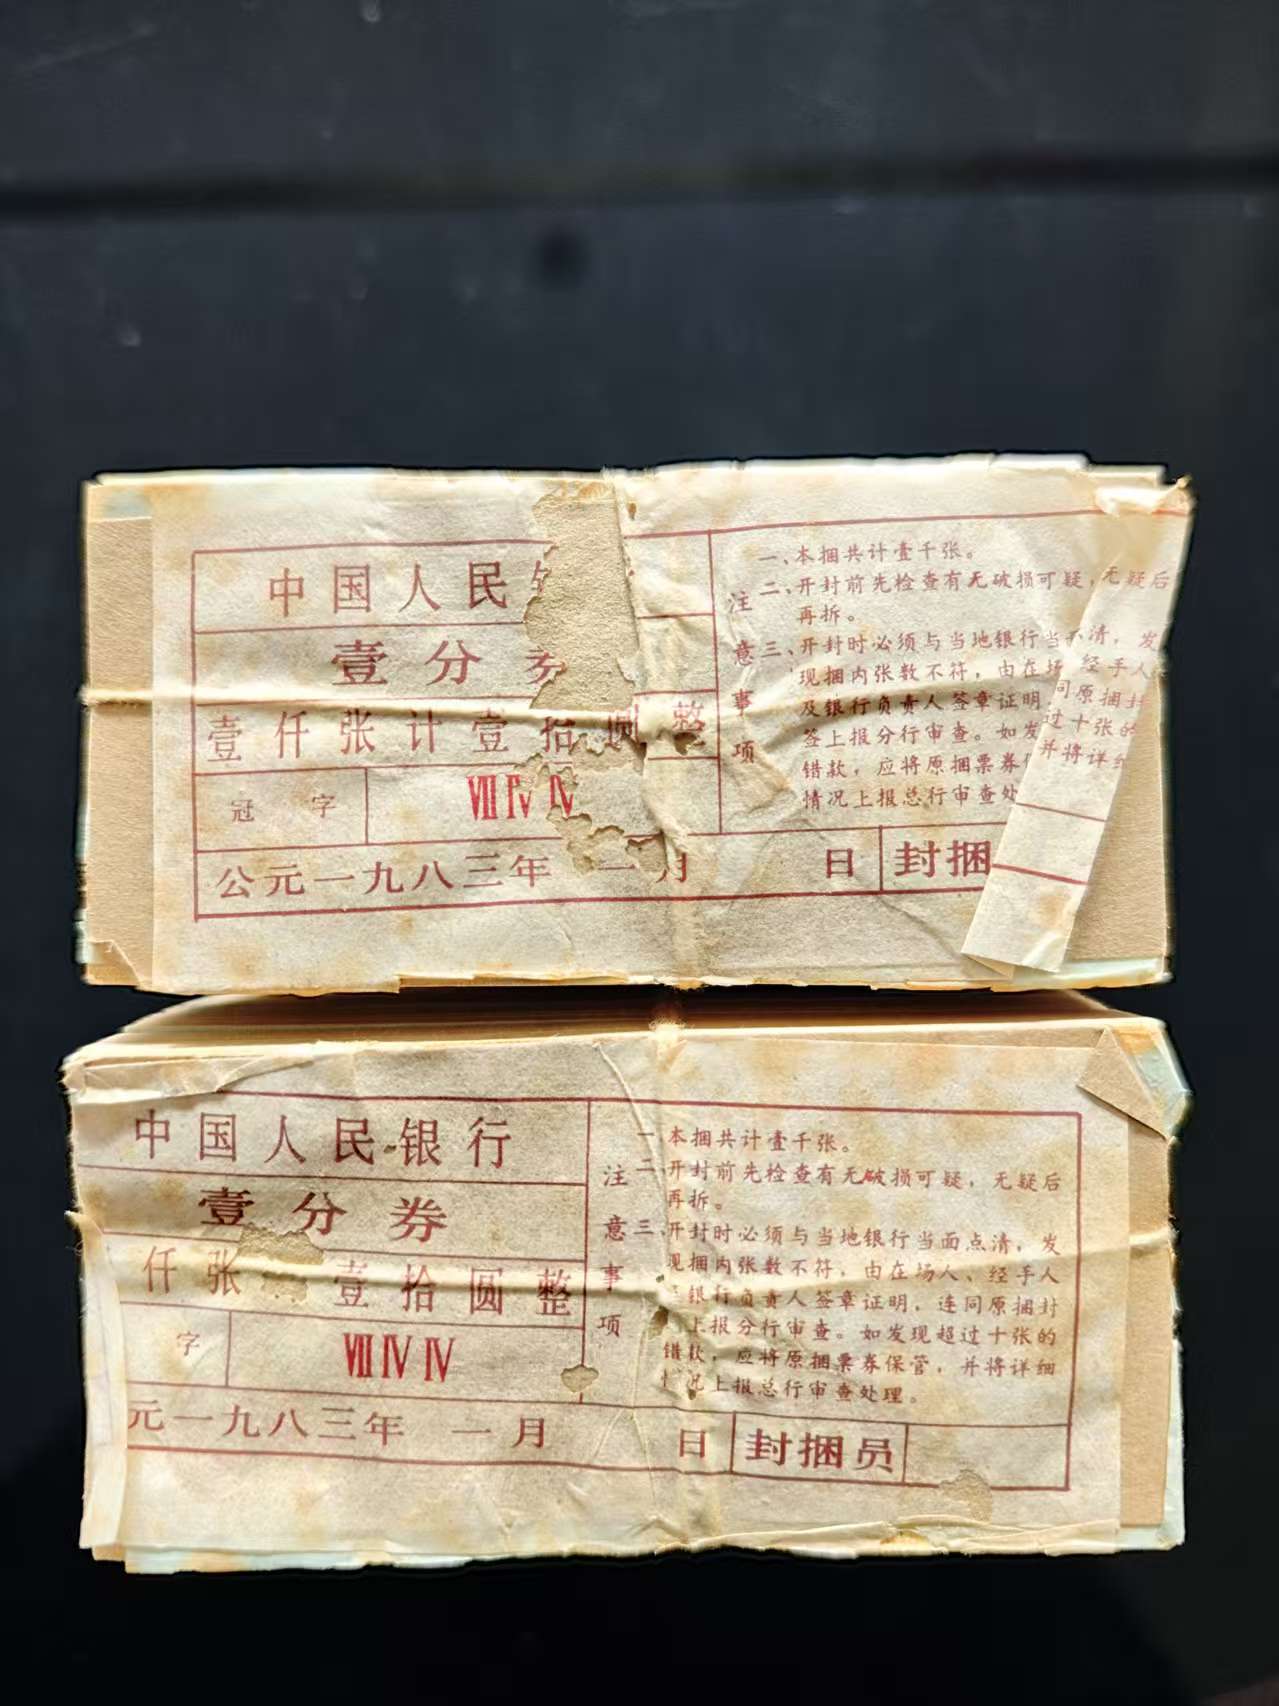 中国人民
壹分券
壹仟张计壹拾圆整
冠字
Ⅶ Ⅳ Ⅳ
公元一九八三年 一月 日
封捆
注意事项
一、本捆共计壹千张。
二、开封前先检查有无破损可疑，无疑后
再拆。
三、开封时必须与当地银行当 清，发
现捆内张数不符，由在场 经手人
及银行负责人签章证明 同原捆封
签上报分行审查。如发 过十张的
错款，应将原捆票券 并将详细
情况上报总行审查处
中国人民银行
壹分券
仟张 壹拾圆整
字
Ⅶ Ⅳ Ⅳ
元一九八三年 一月 日
封捆员
注意事项
一 本捆共计壹千张。
二、开封前先检查有无破损可疑，无疑后
再拆。
三、开封时必须与当地银行当面点清，发
现捆内张数不符，由在场人、经手人
银行负责人签章证明，连同原捆封
上报分行审查。如发现超过十张的
错款，应将原捆票券保管，并将详细
情况上报总行审查处理。